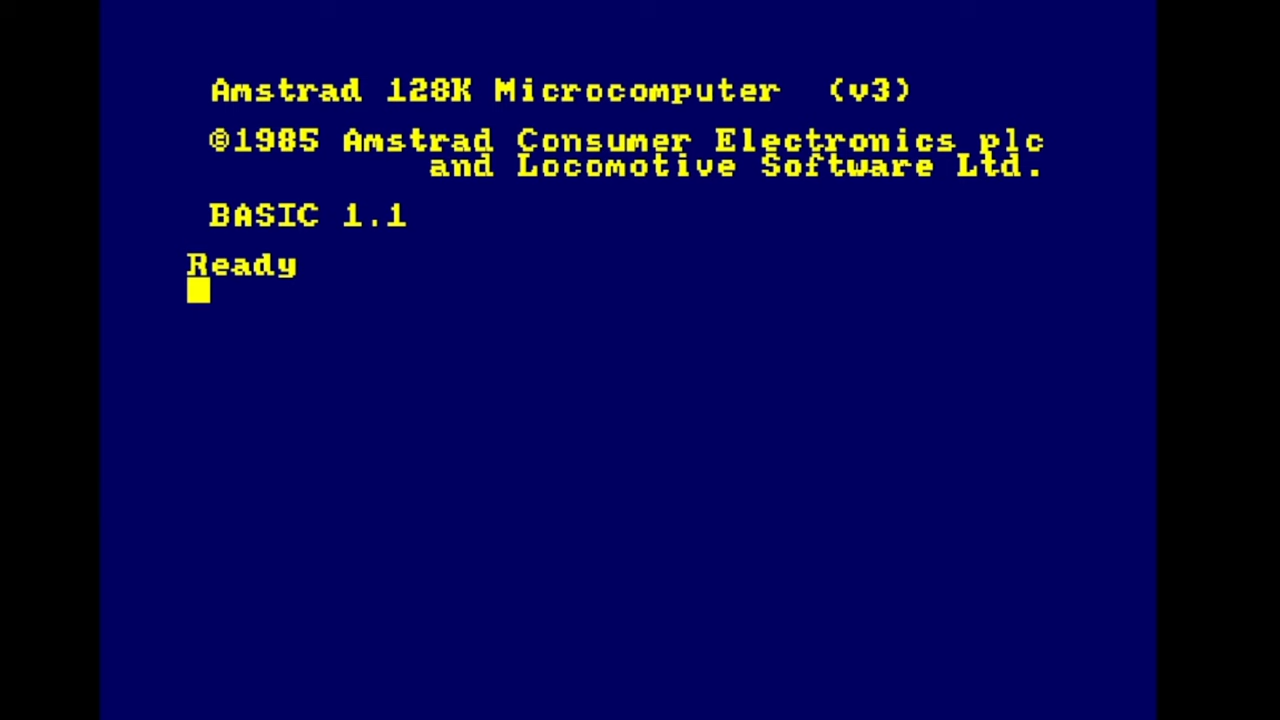 Amstrad 128K Microcomputer (v3)
©1985 Amstrad Consumer Electronics plc
and Locomotive Software Ltd.
BASIC 1.1
Ready